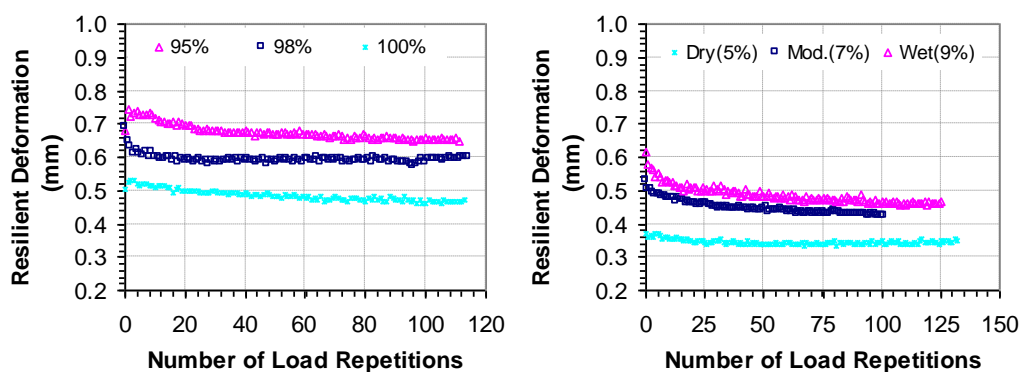 Resilient Deformation
(mm)
1.0
0.9
0.8
0.7
0.6
0.5
0.4
0.3
0.2
95% 98% 100%
0 20 40 60 80 100 120
Number of Load Repetitions
Resilient Deformation
(mm)
1.0
0.9
0.8
0.7
0.6
0.5
0.4
0.3
0.2
Dry(5%) Mod.(7%) Wet(9%)
0 25 50 75 100 125 150
Number of Load Repetitions